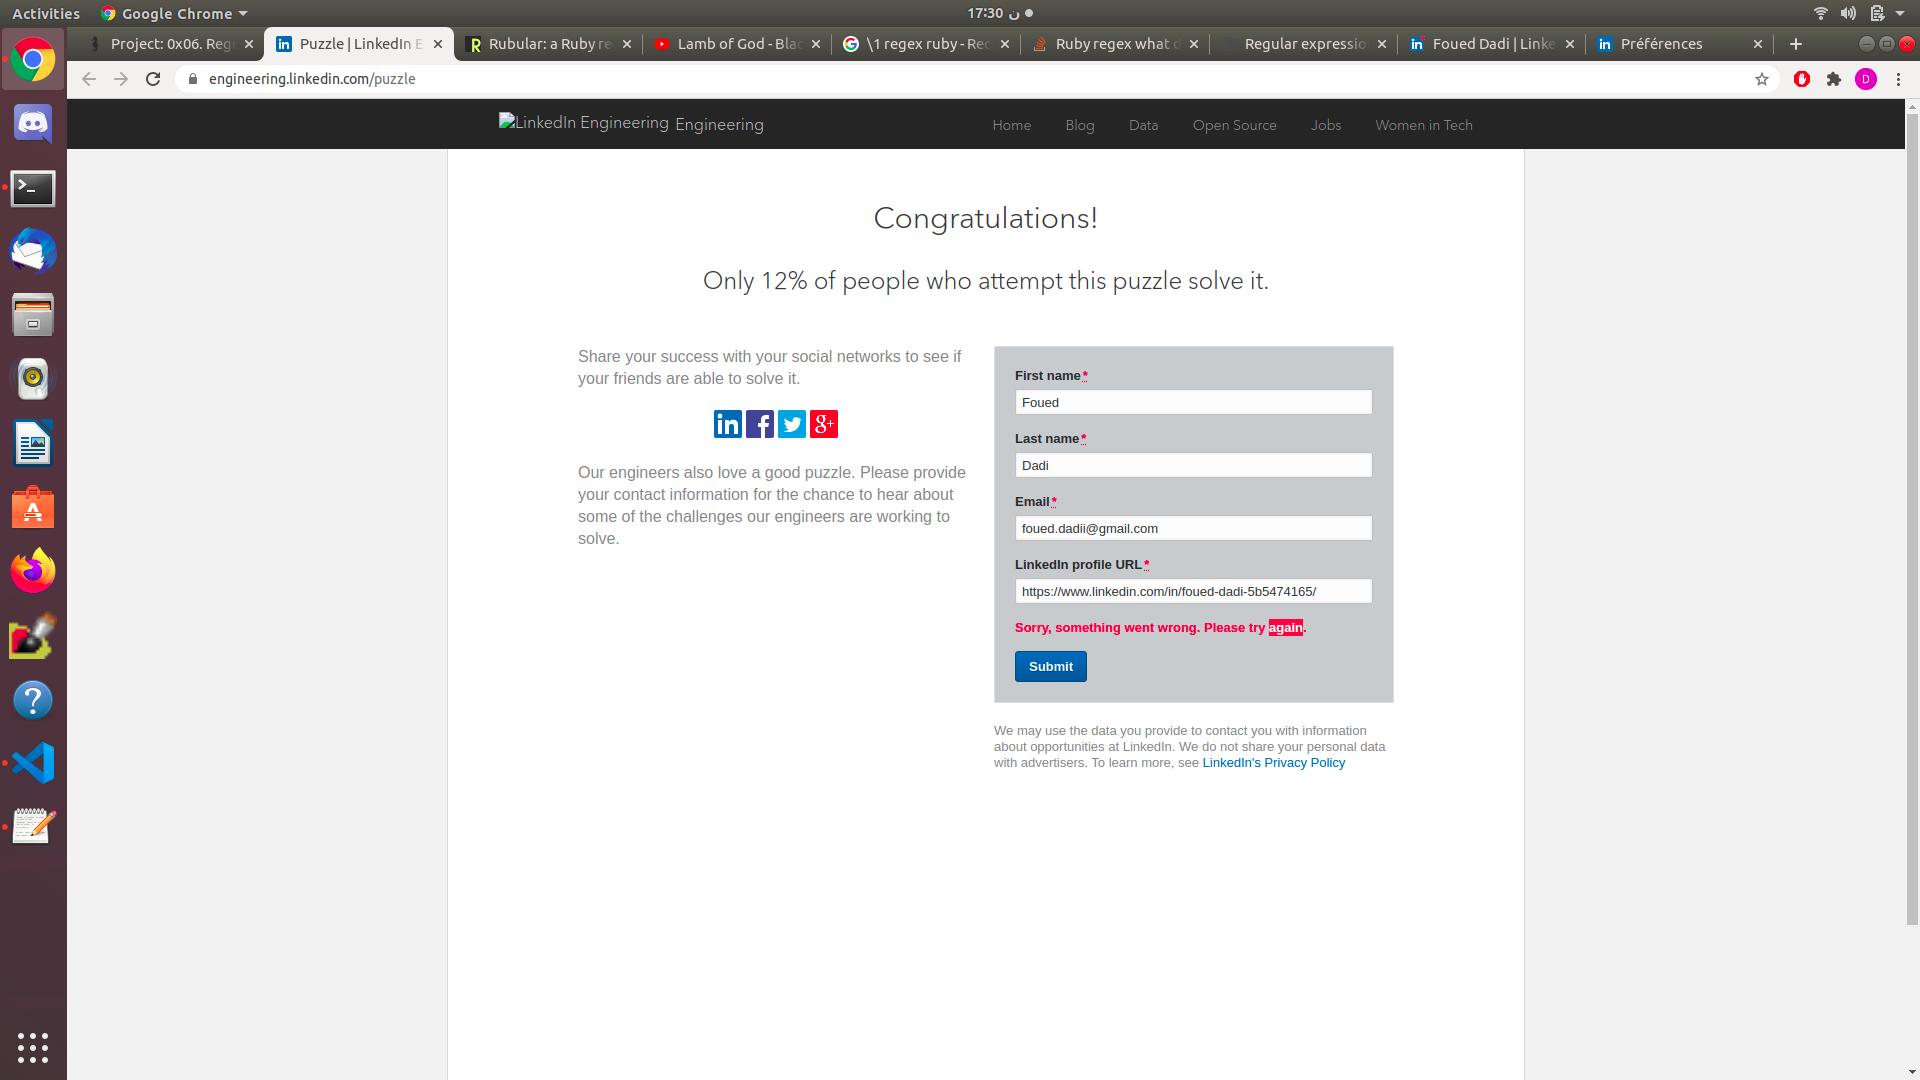 Activities
Google Chrome
17:30 ن
Project: 0x06. Reg
Puzzle | LinkedIn E
Rubular: a Ruby re
Lamb of God - Blac
\1 regex ruby - Rec
Ruby regex what d
Regular expressio
Foued Dadi | Linke
Préférences
engineering.linkedin.com/puzzle
D
LinkedIn Engineering Engineering
Home
Blog
Data
Open Source
Jobs
Women in Tech
Congratulations!
Only 12% of people who attempt this puzzle solve it.
Share your success with your social networks to see if
your friends are able to solve it.
in f g+
Our engineers also love a good puzzle. Please provide
your contact information for the chance to hear about
some of the challenges our engineers are working to
solve.
First name*
Foued
Last name*
Dadi
Email*
foued.dadii@gmail.com
LinkedIn profile URL*
https://www.linkedin.com/in/foued-dadi-5b5474165/
Sorry, something went wrong. Please try again.
Submit
We may use the data you provide to contact you with information
about opportunities at LinkedIn. We do not share your personal data
with advertisers. To learn more, see LinkedIn's Privacy Policy